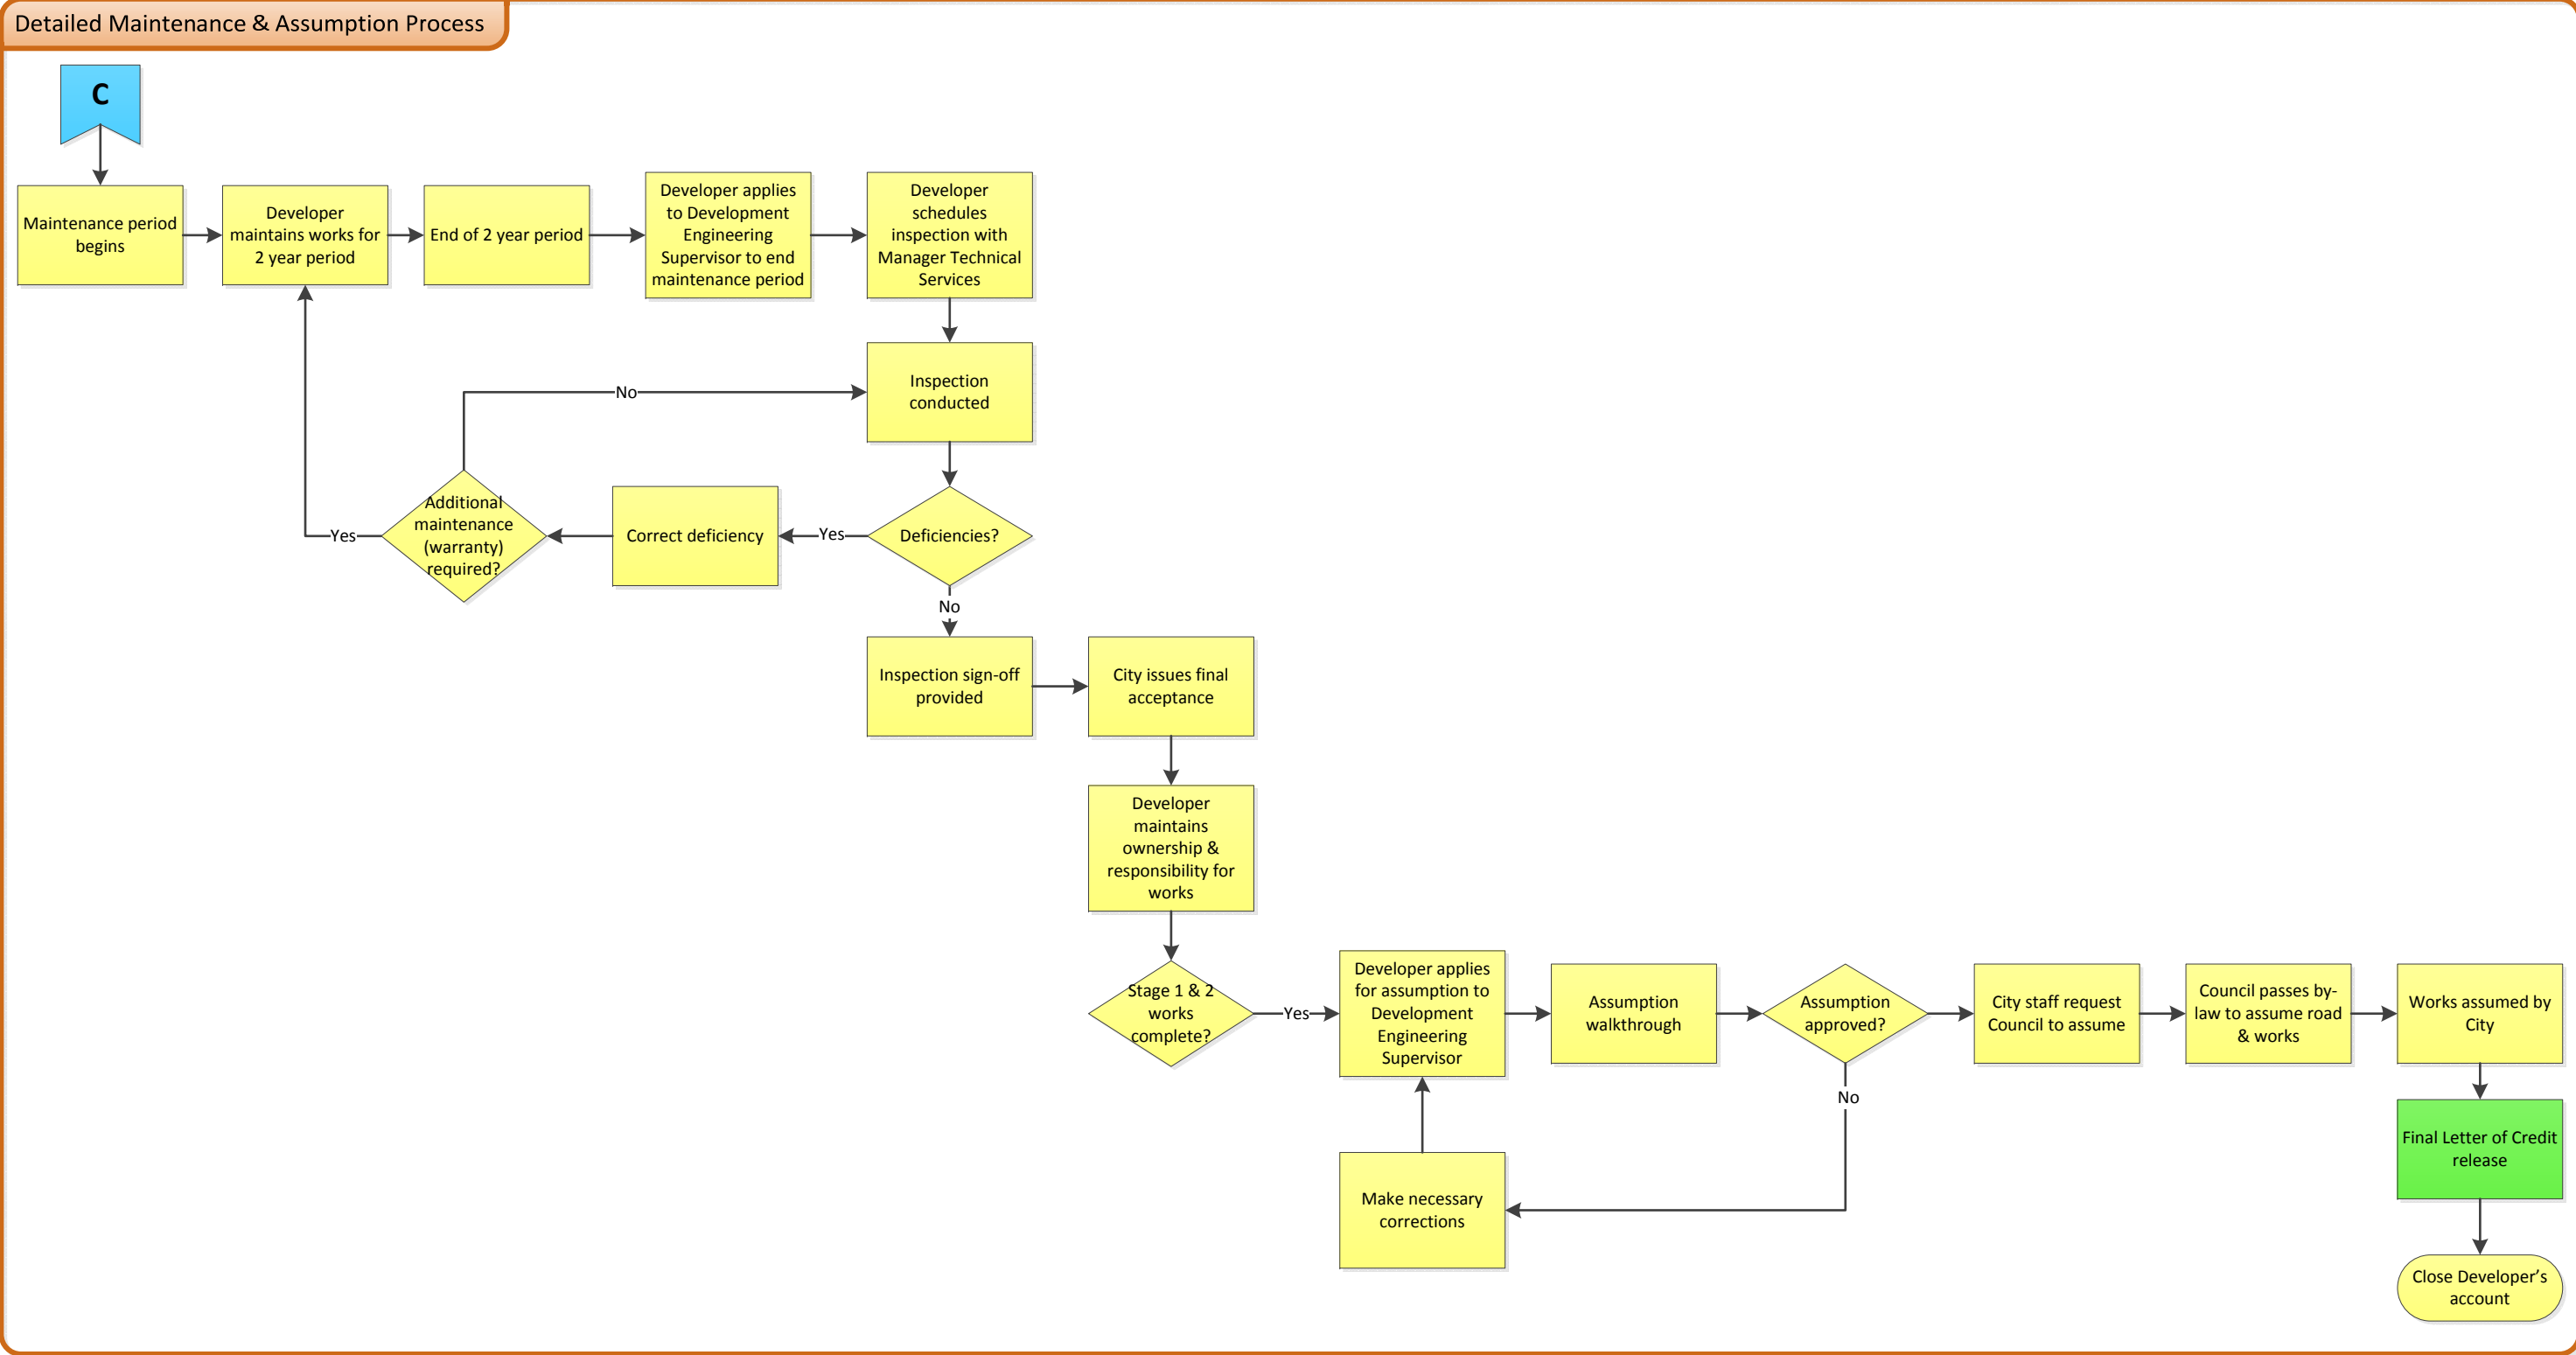 Detailed Maintenance & Assumption Process
C
Maintenance period
begins
Developer
maintains works for
2 year period
End of 2 year period
Developer applies
to Development
Engineering
Supervisor to end
maintenance period
Developer
schedules
inspection with
Manager Technical
Services
Inspection
conducted
No
Additional
maintenance
(warranty)
required?
Yes
Correct deficiency
Yes
Deficiencies?
No
Inspection sign-off
provided
City issues final
acceptance
Developer
maintains
ownership &
responsibility for
works
Stage 1 & 2
works
complete?
Yes
Developer applies
for assumption to
Development
Engineering
Supervisor
Assumption
walkthrough
Assumption
approved?
No
Make necessary
corrections
City staff request
Council to assume
Council passes by-
law to assume road
& works
Works assumed by
City
Final Letter of Credit
release
Close Developer's
account